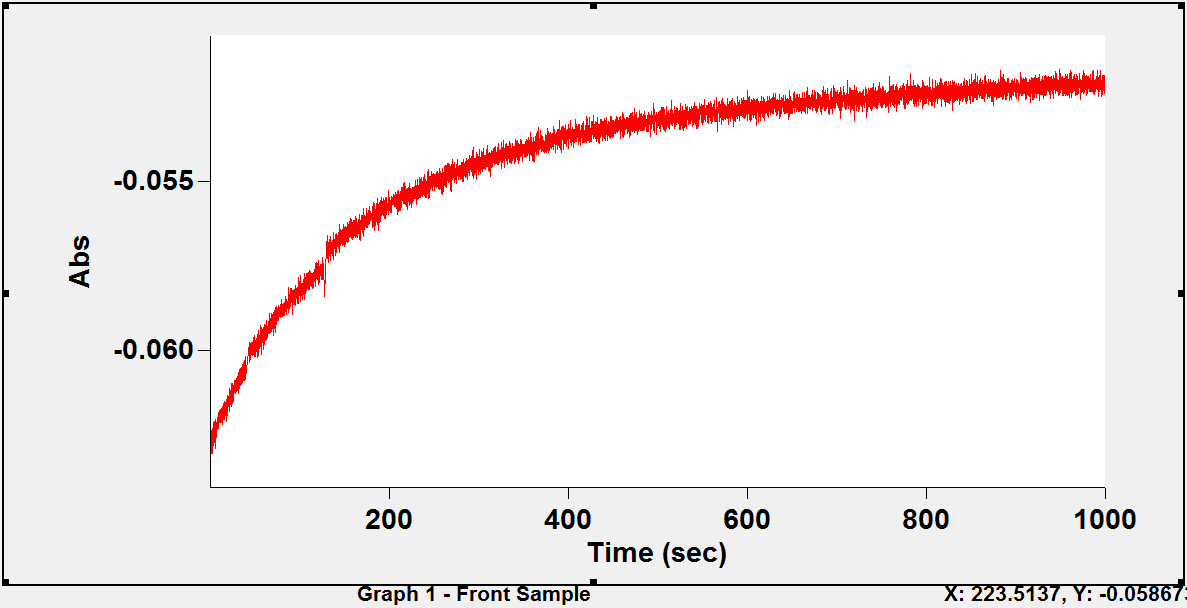 -0.055
Abs
-0.060
200 400 600 800 1000
Time (sec)
Graph 1 - Front Sample X: 223.5137, Y: -0.058673